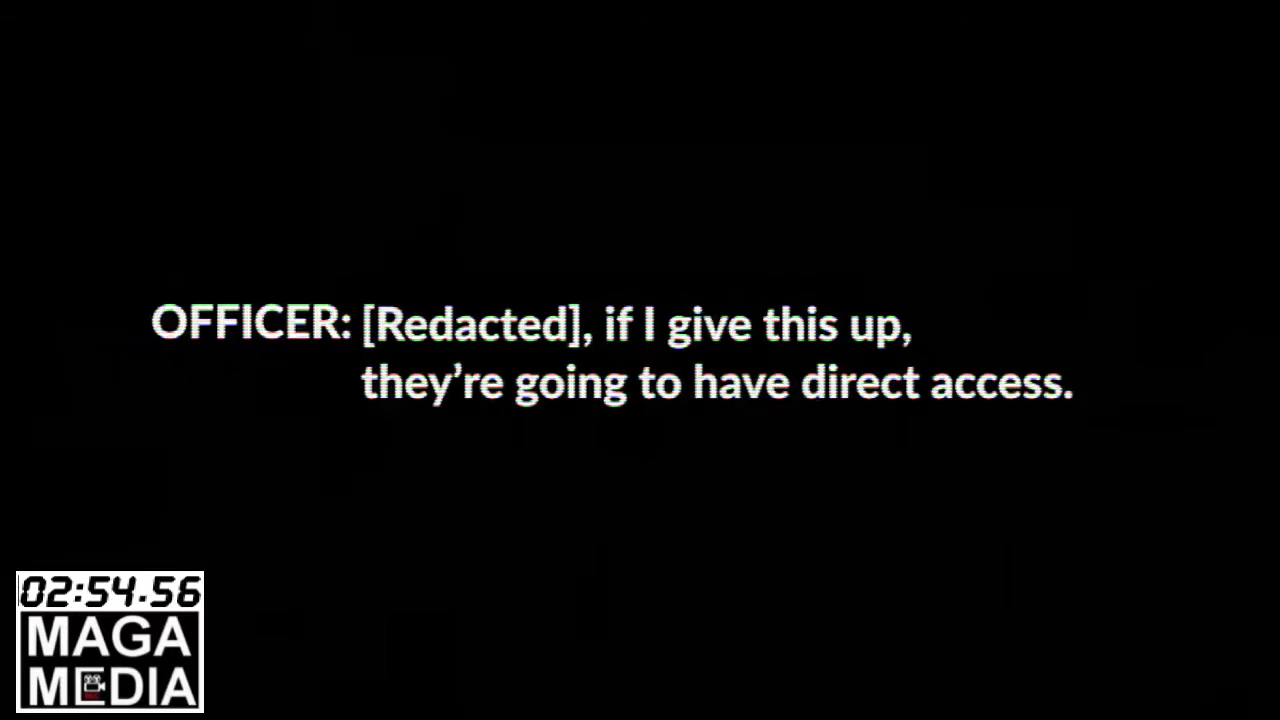 OFFICER: [Redacted], if I give this up,
they’re going to have direct access.
02:54.56
MAGA
MEDIA